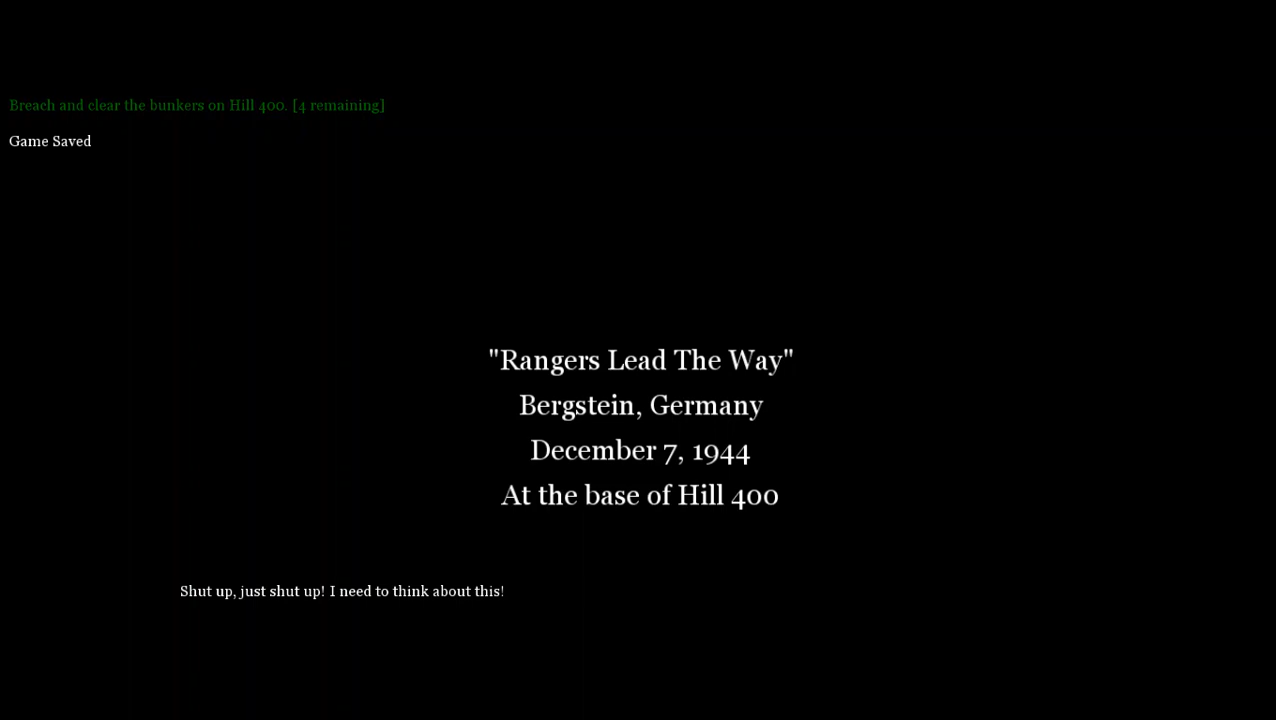 Breach and clear the bunkers on Hill 400. [4 remaining]
Game Saved
"Rangers Lead The Way"
Bergstein, Germany
December 7, 1944
At the base of Hill 400
Shut up, just shut up! I need to think about this!